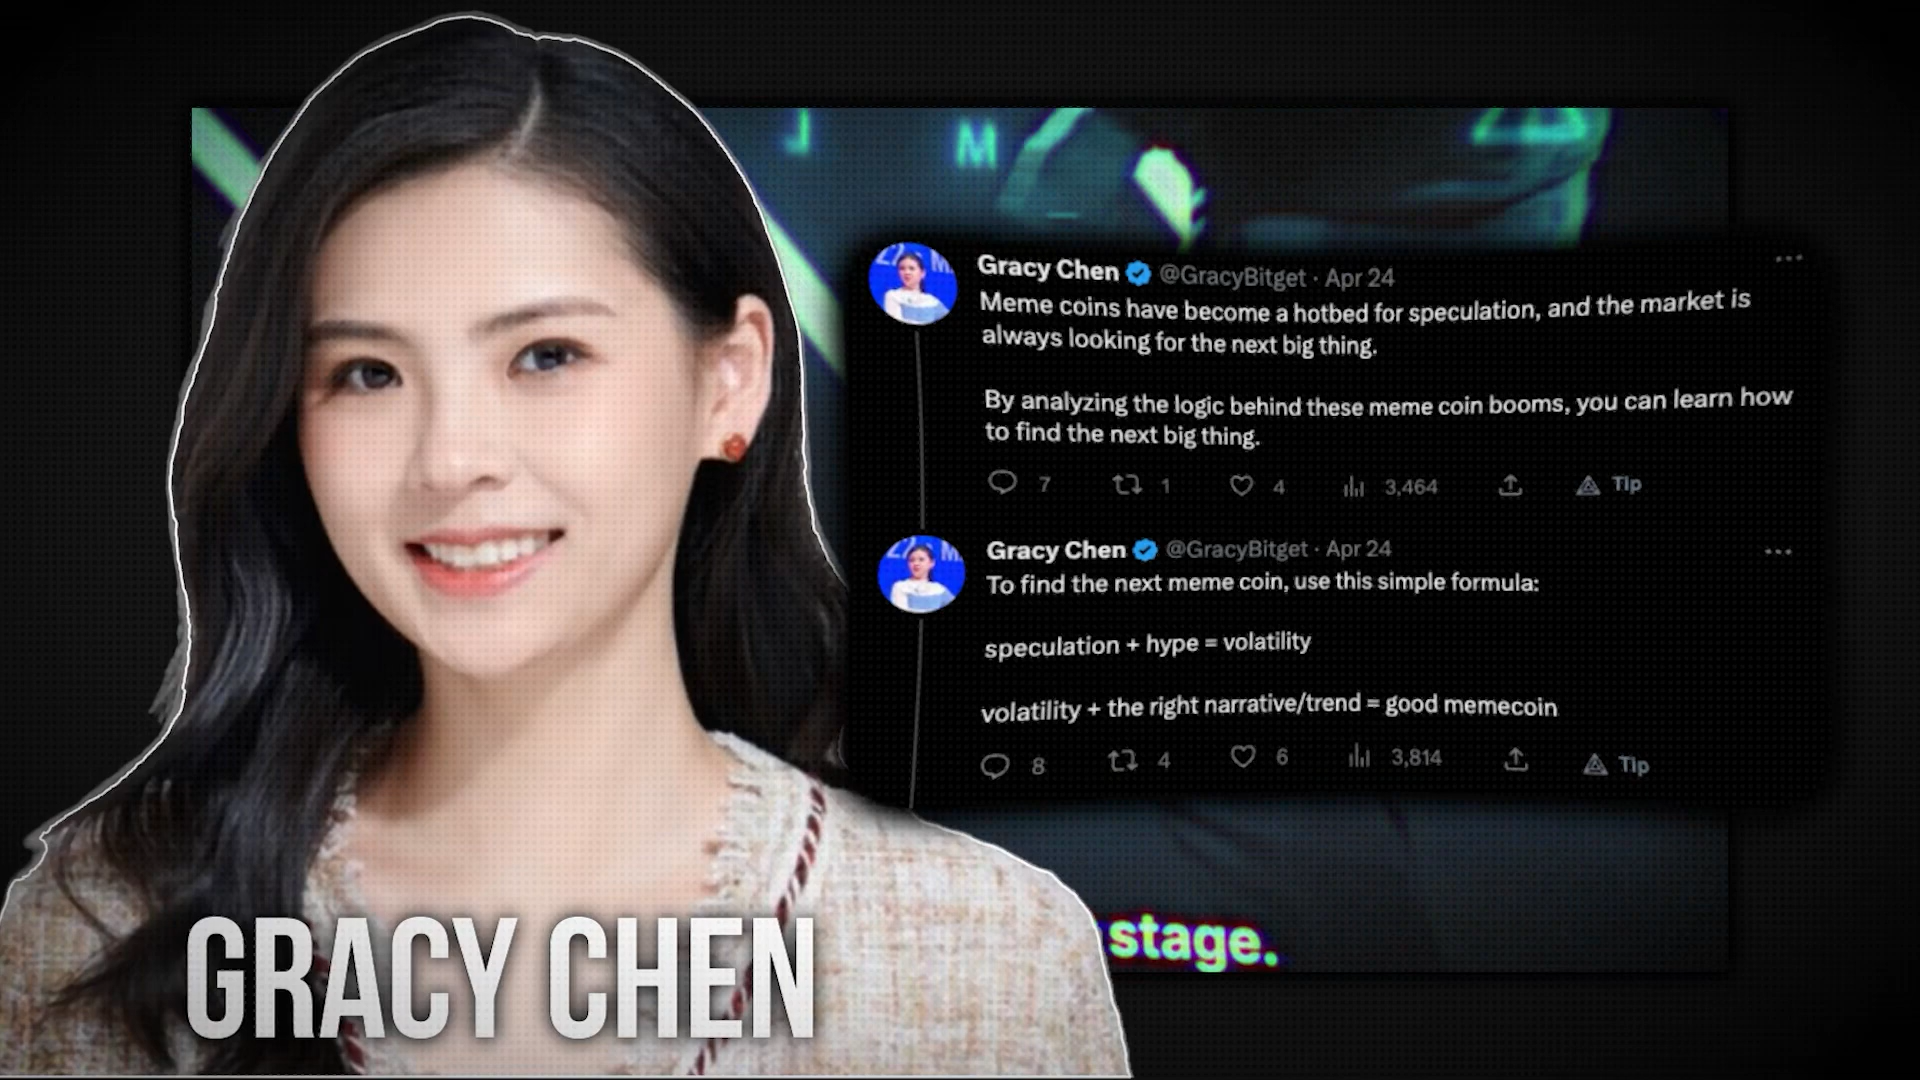 J M
Gracy Chen @GracyBitget · Apr 24
Meme coins have become a hotbed for speculation, and the market is
always looking for the next big thing.
By analyzing the logic behind these meme coin booms, you can learn how
to find the next big thing.
7 1 4 3,464 Tip
Gracy Chen @GracyBitget · Apr 24
To find the next meme coin, use this simple formula:
speculation + hype = volatility
volatility + the right narrative/trend = good memecoin
8 4 6 3,814 Tip
stage.
GRACY CHEN